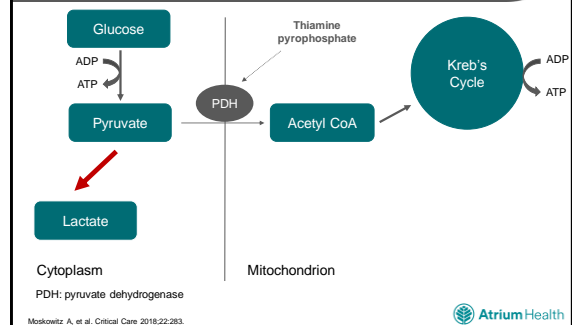 Glucose
Thiamine
pyrophosphate
ADP
ATP
Kreb's
Cycle
ADP
ATP
PDH
Pyruvate
Acetyl CoA
Lactate
Cytoplasm
Mitochondrion
PDH: pyruvate dehydrogenase
Moskowitz A, et al. Critical Care 2018;22:283.
Atrium Health